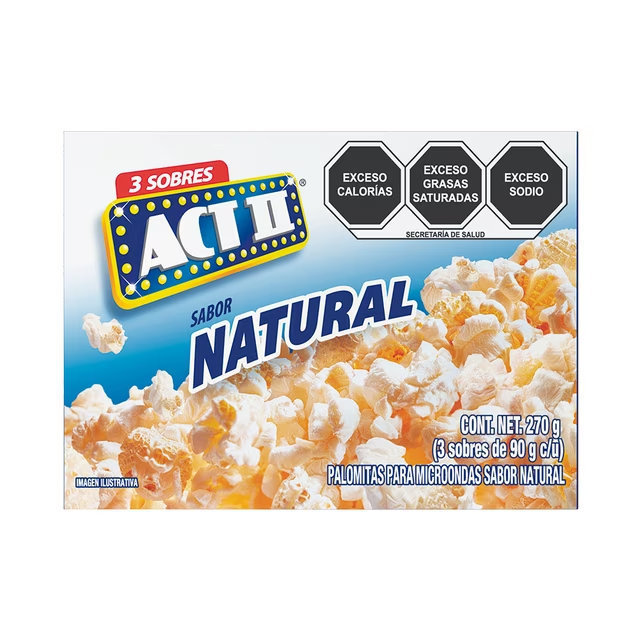 3 SOBRES
ACT II®
EXCESO
CALORÍAS
EXCESO
GRASAS
SATURADAS
EXCESO
SODIO
SECRETARÍA DE SALUD
SABOR
NATURAL
CONT. NET. 270 g
(3 sobres de 90 g c/ü)
PALOMITAS PARA MICROONDAS SABOR NATURAL
IMAGEN ILUSTRATIVA